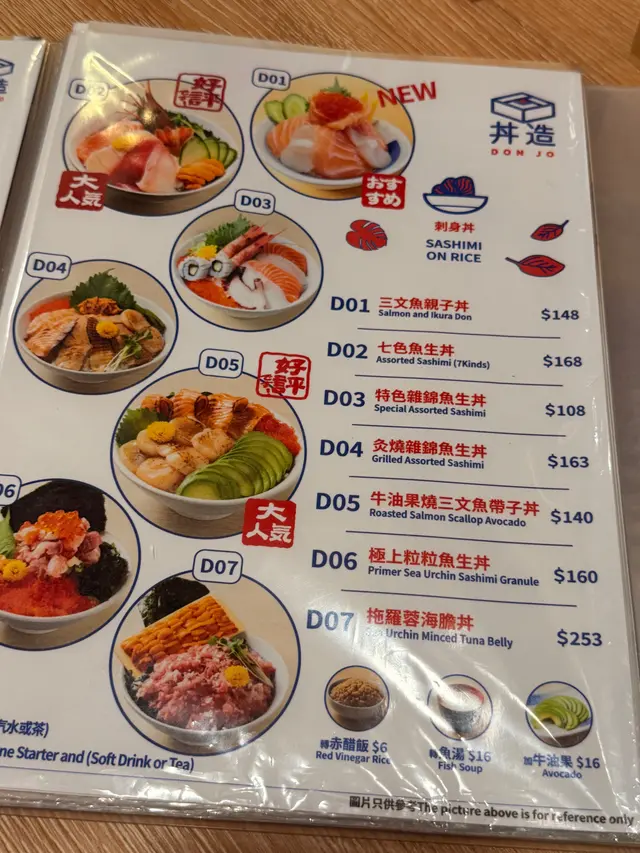 造
JO
D02
好評
信
大人気
D01
NEW
おすすめ
丼造
DON JO
刺身丼
SASHIMI
ON RICE
D03
D04
D05
好評
信
大人気
06
D07
D01 三文魚親子丼 $148
Salmon and Ikura Don
D02 七色魚生丼 $168
Assorted Sashimi (7Kinds)
D03 特色雜錦魚生丼 $108
Special Assorted Sashimi
D04 灸燒雜錦魚生丼 $163
Grilled Assorted Sashimi
D05 牛油果燒三文魚帶子丼 $140
Roasted Salmon Scallop Avocado
D06 極上粒粒魚生丼 $160
Primer Sea Urchin Sashimi Granule
D07 拖羅蓉海膽丼 $253
Urchin Minced Tuna Belly
轉赤醋飯 $6
Red Vinegar Rice
魚湯 $16
Fish Soup
加牛油果 $16
Avocado
汽水或茶)
ne Starter and (Soft Drink or Tea)
圖片只供參考The picture above is for reference only